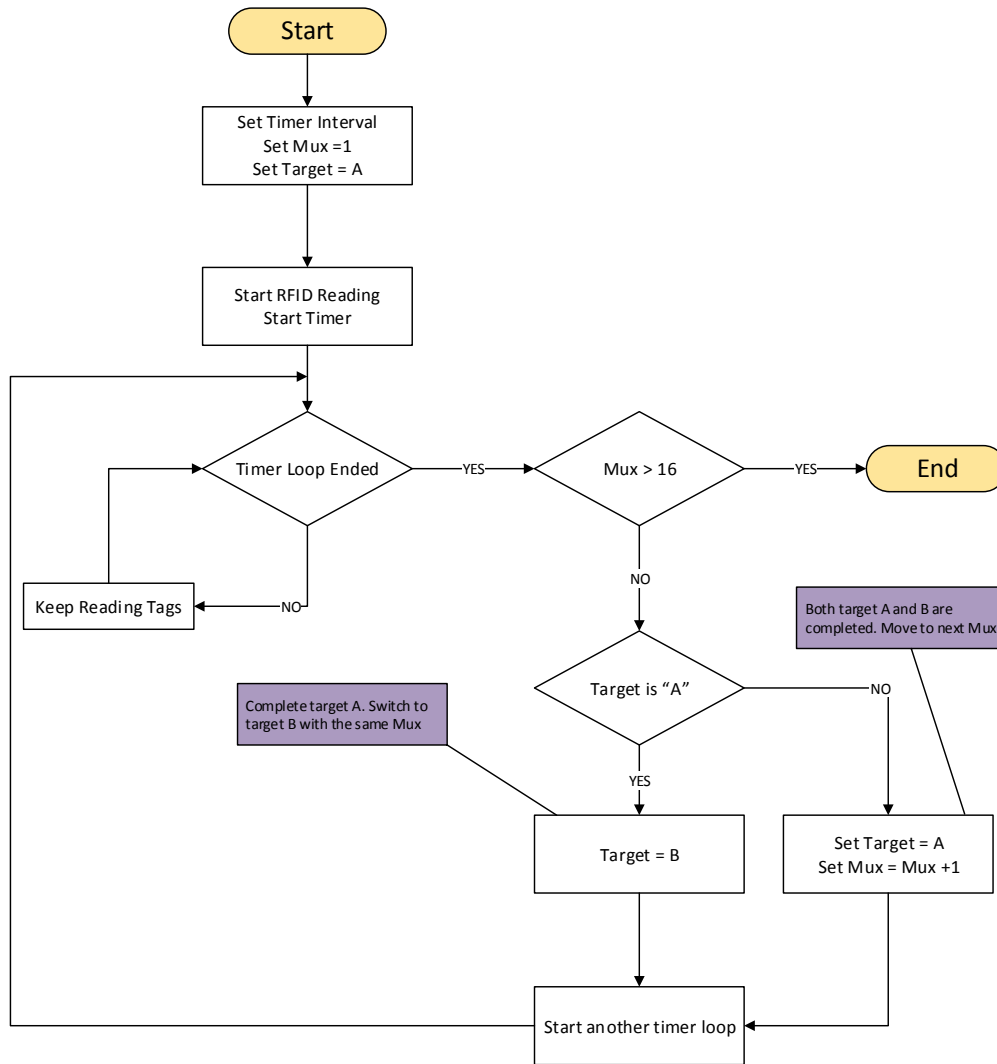 Start
Set Timer Interval
Set Mux =1
Set Target = A
Start RFID Reading
Start Timer
Timer Loop Ended
YES
Mux > 16
YES
End
NO
Keep Reading Tags
NO
Both target A and B are
completed. Move to next Mux
Target is “A”
NO
Complete target A. Switch to
target B with the same Mux
YES
Target = B
Set Target = A
Set Mux = Mux +1
Start another timer loop